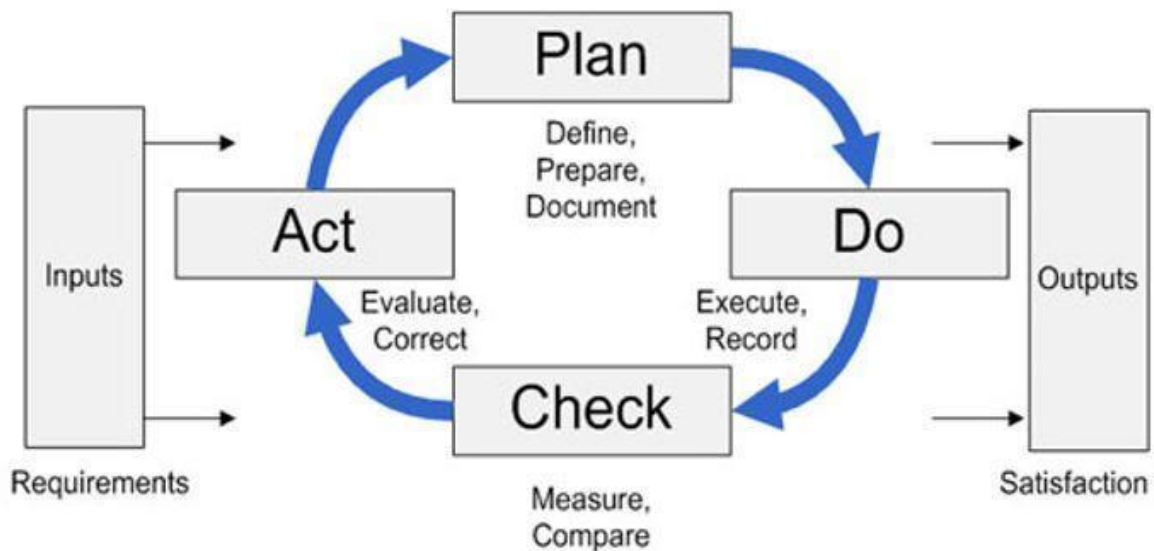 Plan
Define,
Prepare,
Document
Inputs
Act
Do
Outputs
Evaluate,
Correct
Execute,
Record
Check
Requirements
Satisfaction
Measure,
Compare